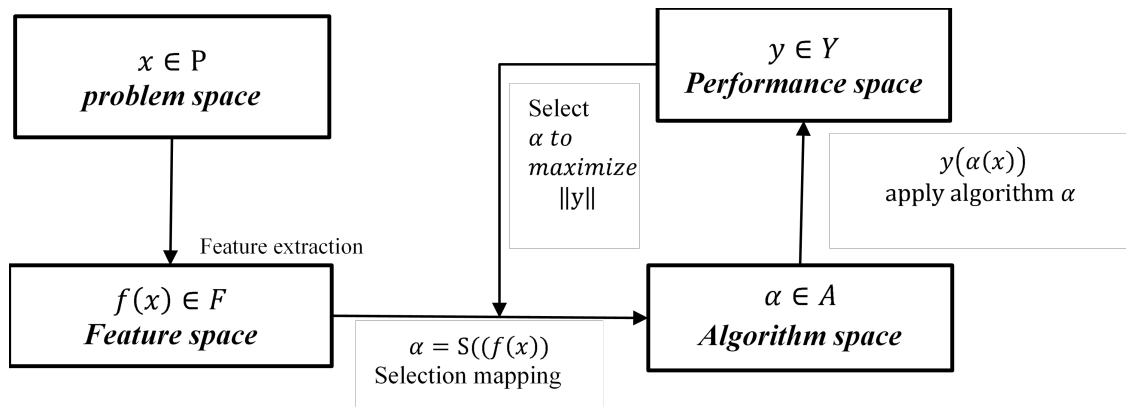 x ∈ P
problem space
y ∈ Y
Performance space
Select
α to
maximize
‖y‖
y(α(x))
apply algorithm α
Feature extraction
f(x) ∈ F
Feature space
α = S((f(x))
Selection mapping
α ∈ A
Algorithm space